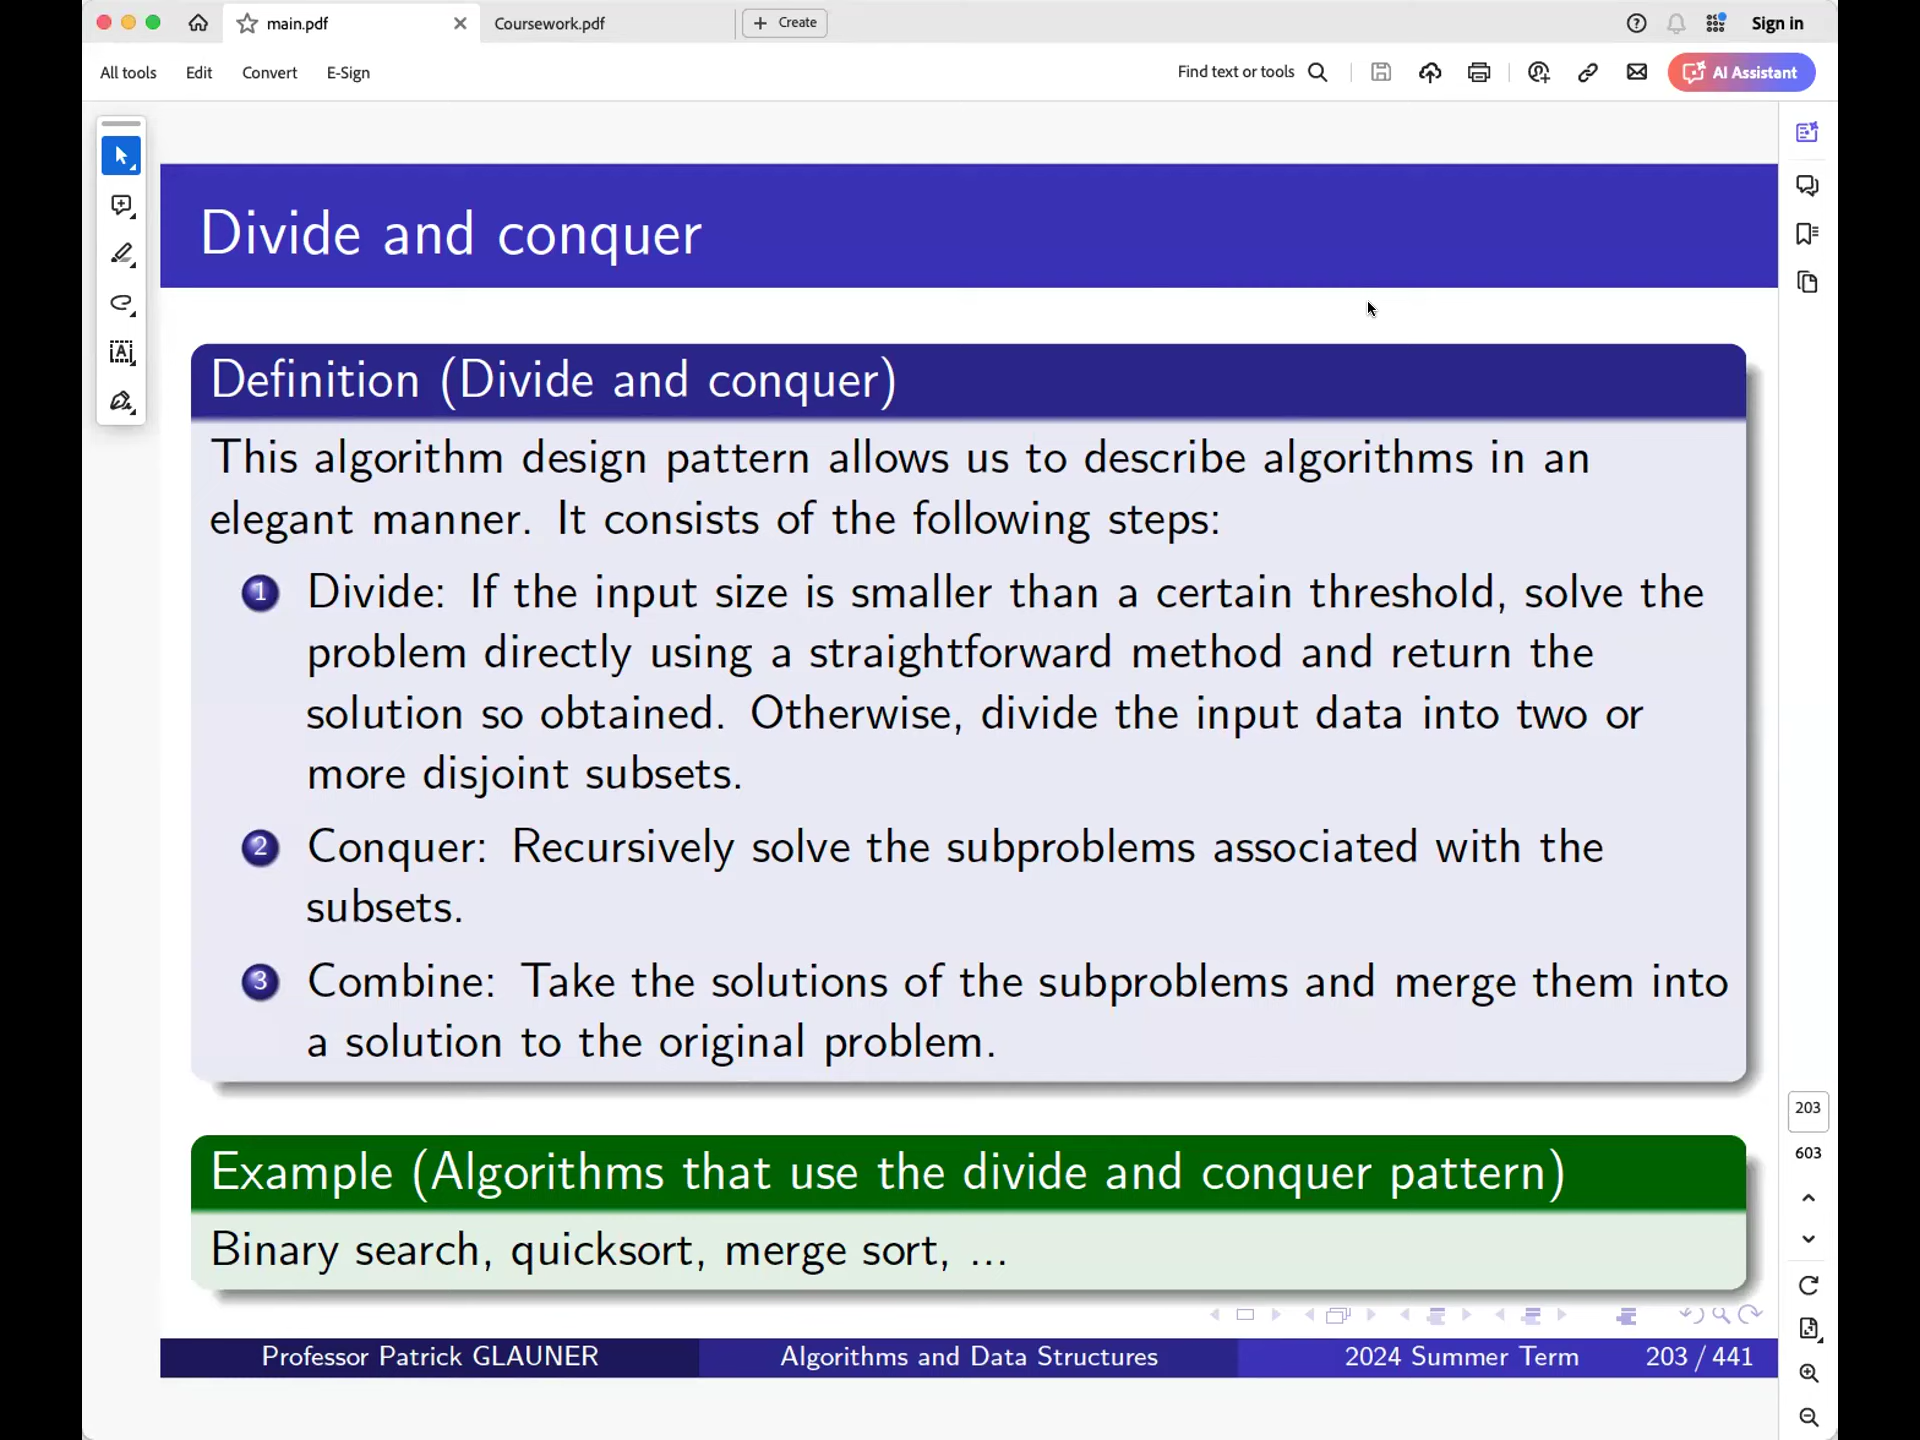 main.pdf
Coursework.pdf
Create
Sign in
All tools
Edit
Convert
E-Sign
Find text or tools
AI Assistant
Divide and conquer
Definition (Divide and conquer)
This algorithm design pattern allows us to describe algorithms in an
elegant manner. It consists of the following steps:
1 Divide: If the input size is smaller than a certain threshold, solve the
problem directly using a straightforward method and return the
solution so obtained. Otherwise, divide the input data into two or
more disjoint subsets.
2 Conquer: Recursively solve the subproblems associated with the
subsets.
3 Combine: Take the solutions of the subproblems and merge them into
a solution to the original problem.
Example (Algorithms that use the divide and conquer pattern)
Binary search, quicksort, merge sort, ...
Professor Patrick GLAUNER
Algorithms and Data Structures
2024 Summer Term
203 / 441
203
603